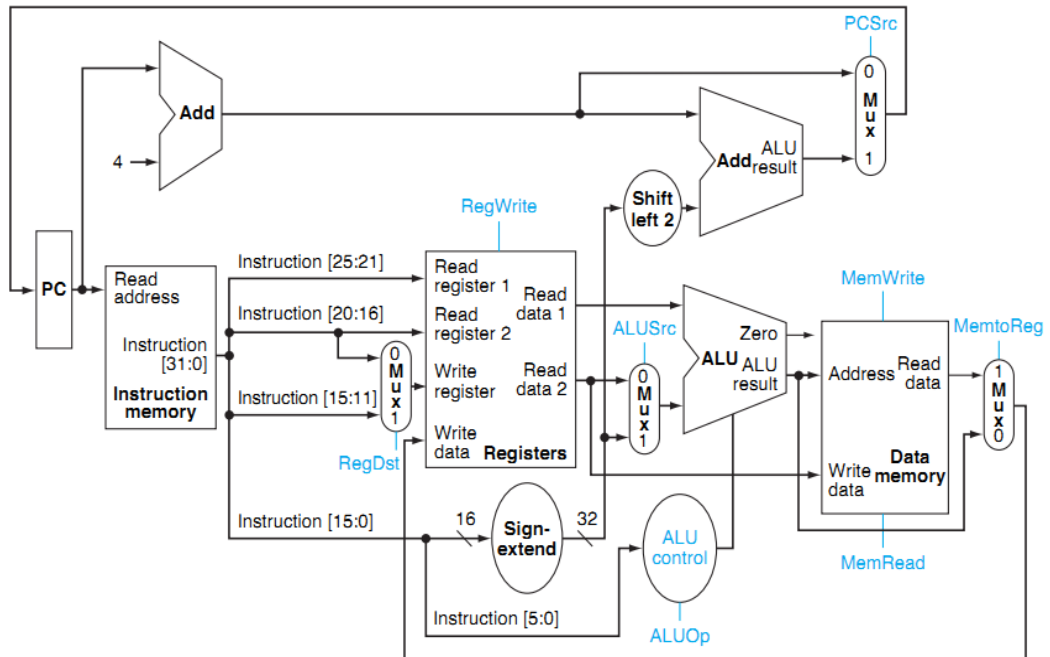 PCSrc
0
M
u
x
1
Add
4
Add ALU
result
Shift
left 2
RegWrite
PC
Read
address
Instruction
[31:0]
Instruction
memory
Instruction [25:21]
Instruction [20:16]
Instruction [15:11]
0
M
u
x
1
RegDst
Read
register 1
Read
register 2
Write
register
Write
data
Read
data 1
Read
data 2
Registers
ALUSrc
0
M
u
x
1
Zero
ALU ALU
result
MemWrite
Address
Read
data
Write
data
Data
memory
MemRead
MemtoReg
1
M
u
x
0
Instruction [15:0]
16
Sign-
extend
32
ALU
control
Instruction [5:0]
ALUOp